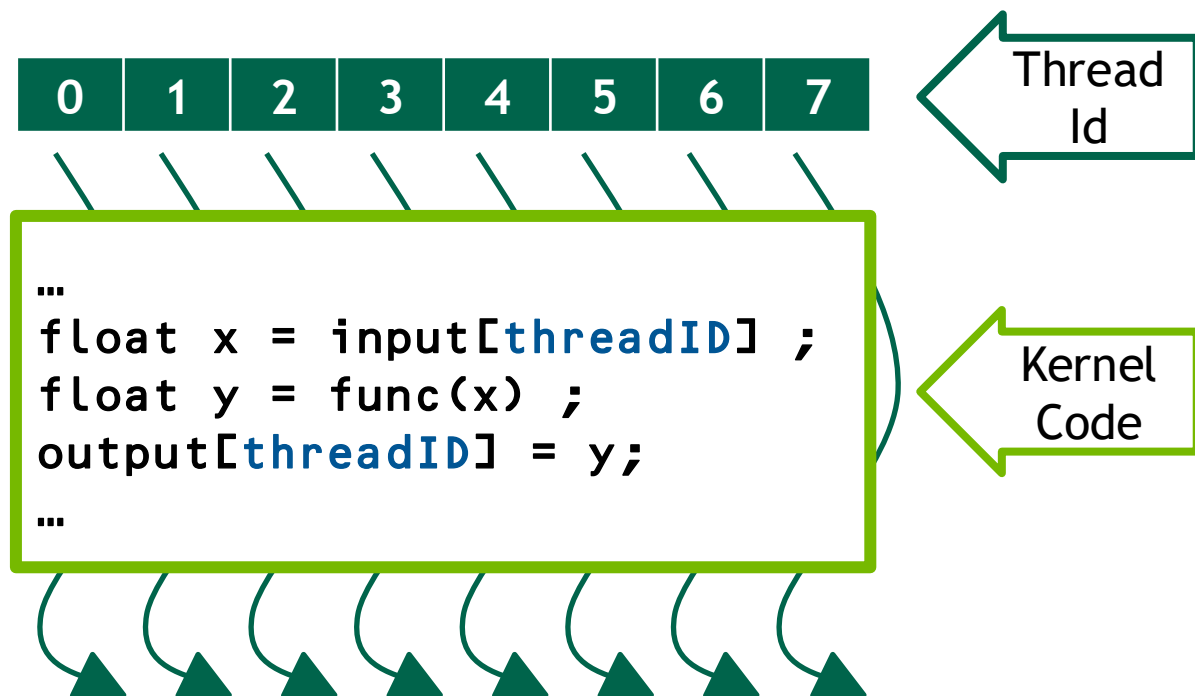 0 1 2 3 4 5 6 7
Thread
Id
…
float x = input[threadID] ;
float y = func(x) ;
output[threadID] = y;
…
Kernel
Code